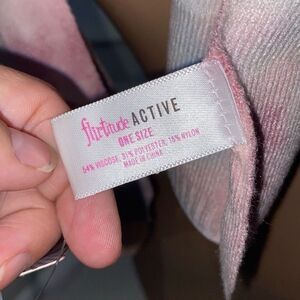 flirtitude ACTIVE
ONE SIZE
54% VISCOSE, 31% POLYESTER, 15% NYLON
MADE IN CHINA